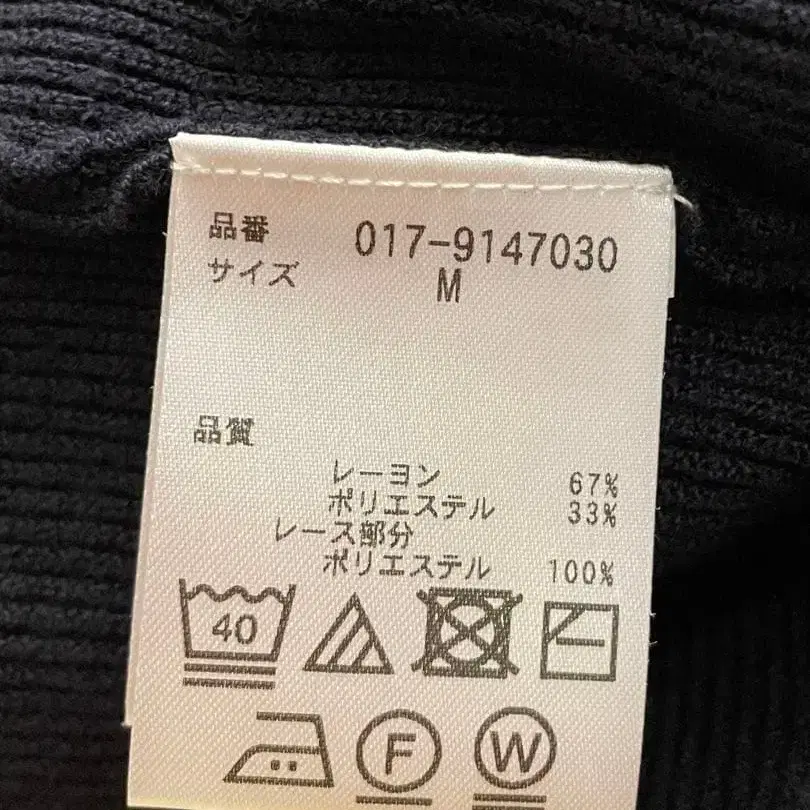 品番 017-9147030
サイズ M
品質
レーヨン 67%
ポリエステル 33%
レース部分
ポリエステル 100%
40
F W